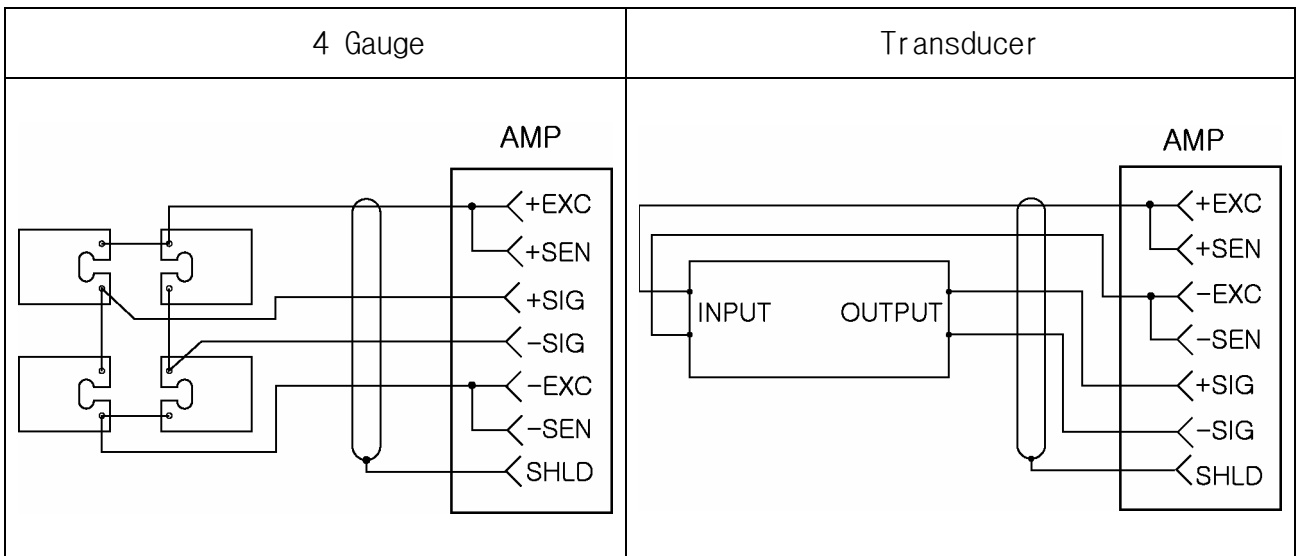 4 Gauge
Transducer
AMP
+EXC
+SEN
+SIG
-SIG
-EXC
-SEN
SHLD
AMP
+EXC
+SEN
-EXC
-SEN
+SIG
-SIG
SHLD
INPUT OUTPUT